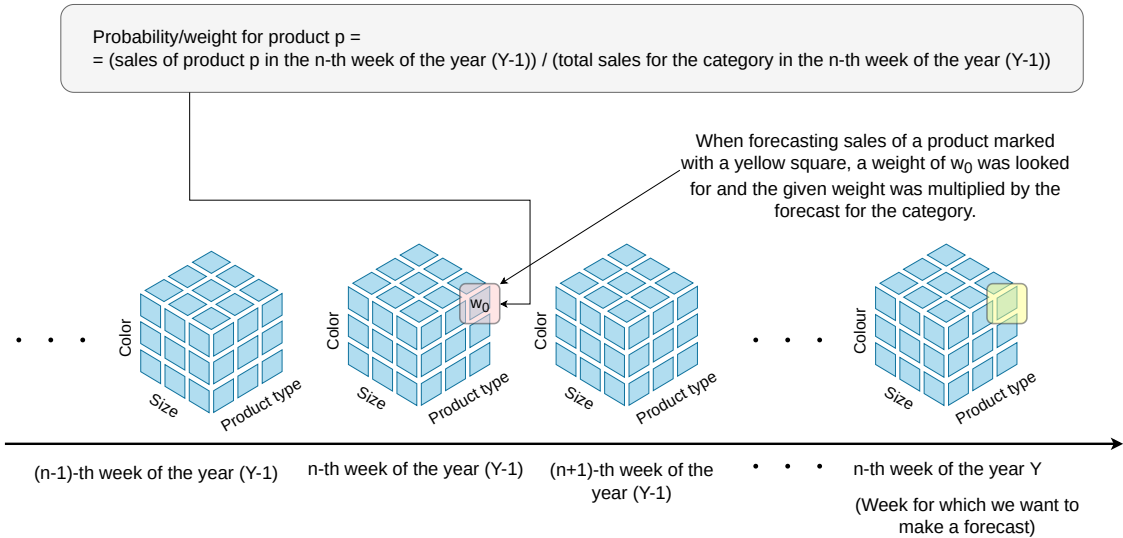 Probability/weight for product p =
= (sales of product p in the n-th week of the year (Y-1)) / (total sales for the category in the n-th week of the year (Y-1))
When forecasting sales of a product marked
with a yellow square, a weight of w0 was looked
for and the given weight was multiplied by the
forecast for the category.
Color
Size
Product type
Color
w0
Size
Product type
Color
Size
Product type
Colour
Size
Product type
(n-1)-th week of the year (Y-1)
n-th week of the year (Y-1)
(n+1)-th week of the
year (Y-1)
n-th week of the year Y
(Week for which we want to
make a forecast)